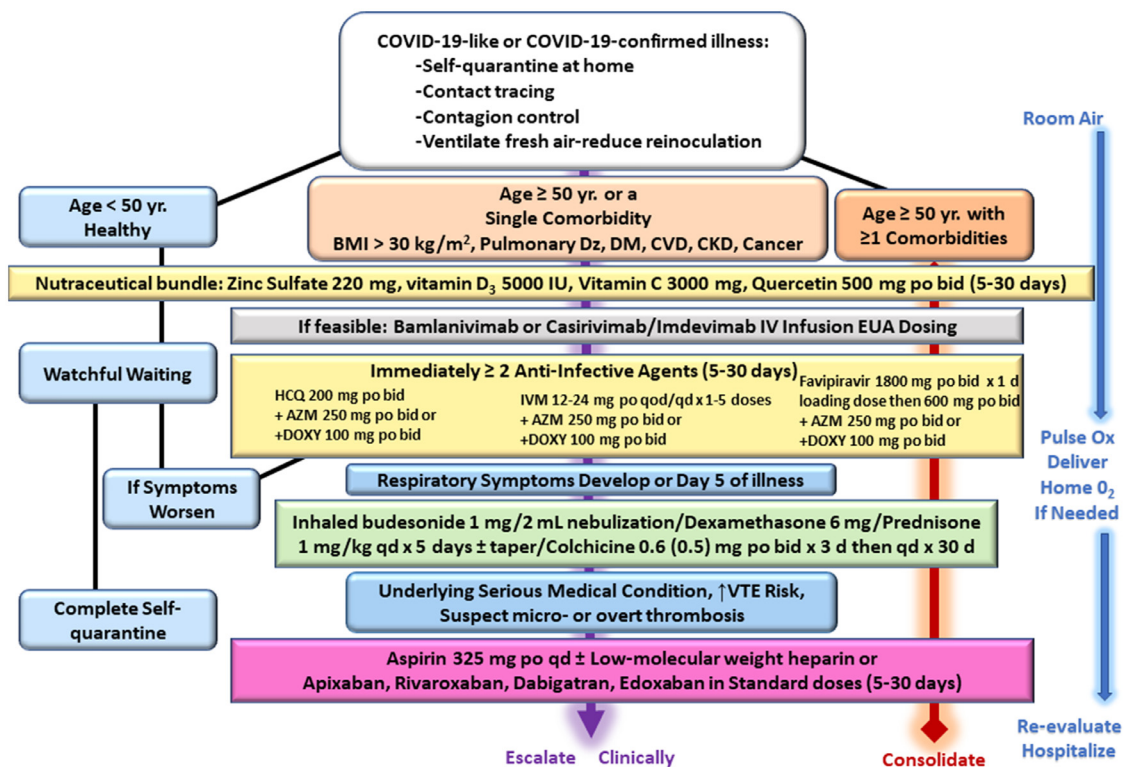 COVID-19-like or COVID-19-confirmed illness:
-Self-quarantine at home
-Contact tracing
-Contagion control
-Ventilate fresh air-reduce reinoculation
Room Air
Age < 50 yr.
Healthy
Age ≥ 50 yr. or a
Single Comorbidity
BMI > 30 kg/m², Pulmonary Dz, DM, CVD, CKD, Cancer
Age ≥ 50 yr. with
≥1 Comorbidities
Nutraceutical bundle: Zinc Sulfate 220 mg, vitamin D₃ 5000 IU, Vitamin C 3000 mg, Quercetin 500 mg po bid (5-30 days)
If feasible: Bamlanivimab or Casirivimab/Imdevimab IV Infusion EUA Dosing
Watchful Waiting
Immediately ≥ 2 Anti-Infective Agents (5-30 days)
HCQ 200 mg po bid
+ AZM 250 mg po bid or
+DOXY 100 mg po bid
IVM 12-24 mg po qod/qd x 1-5 doses
+ AZM 250 mg po bid or
+DOXY 100 mg po bid
Favipiravir 1800 mg po bid x 1 d
loading dose then 600 mg po bid
+ AZM 250 mg po bid or
+DOXY 100 mg po bid
Pulse Ox
Deliver
Home 0₂
If Needed
If Symptoms
Worsen
Respiratory Symptoms Develop or Day 5 of illness
Inhaled budesonide 1 mg/2 mL nebulization/Dexamethasone 6 mg/Prednisone
1 mg/kg qd x 5 days ± taper/Colchicine 0.6 (0.5) mg po bid x 3 d then qd x 30 d
Complete Self-
quarantine
Underlying Serious Medical Condition, ↑VTE Risk,
Suspect micro- or overt thrombosis
Aspirin 325 mg po qd ± Low-molecular weight heparin or
Apixaban, Rivaroxaban, Dabigatran, Edoxaban in Standard doses (5-30 days)
Re-evaluate
Hospitalize
Escalate Clinically
Consolidate